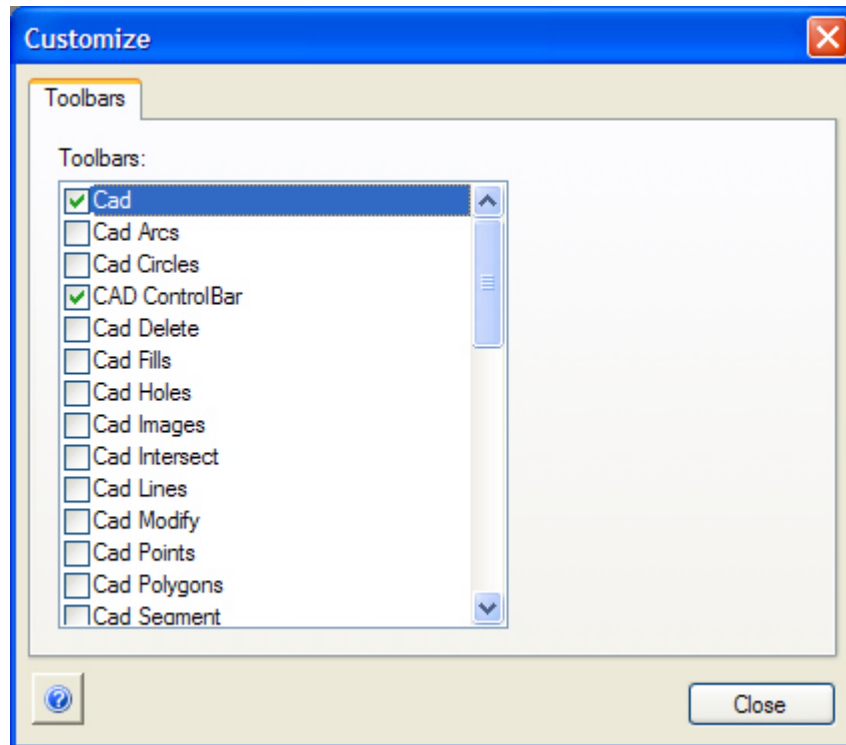 Customize
Toolbars
Toolbars:
Cad
Cad Arcs
Cad Circles
CAD ControlBar
Cad Delete
Cad Fills
Cad Holes
Cad Images
Cad Intersect
Cad Lines
Cad Modify
Cad Points
Cad Polygons
Cad Segment
Close